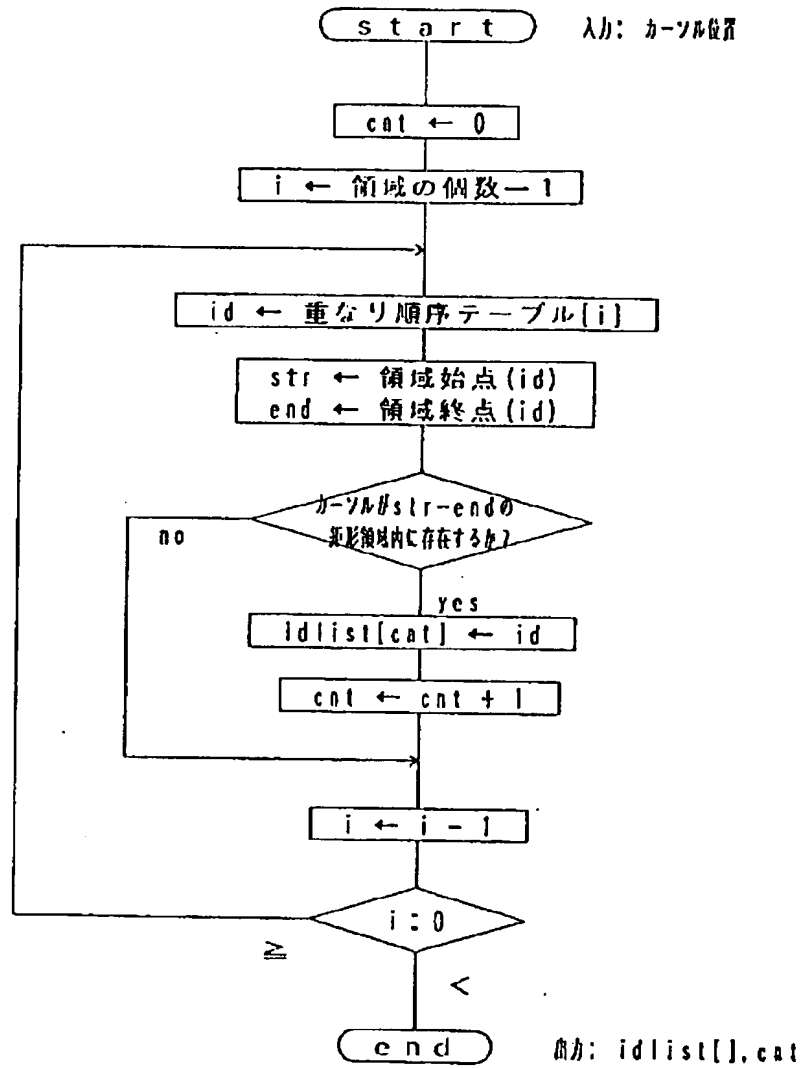 start
入力: カーソル位置
cnt ← 0
i ← 領域の個数－1
id ← 重なり順序テーブル[i]
str ← 領域始点(id)
end ← 領域終点(id)
カーソルがstr-endの
矩形領域内に存在するか?
no
yes
idlist[cnt] ← id
cnt ← cnt + 1
i ← i - 1
i : 0
≧
<
end
出力: idlist[], cnt